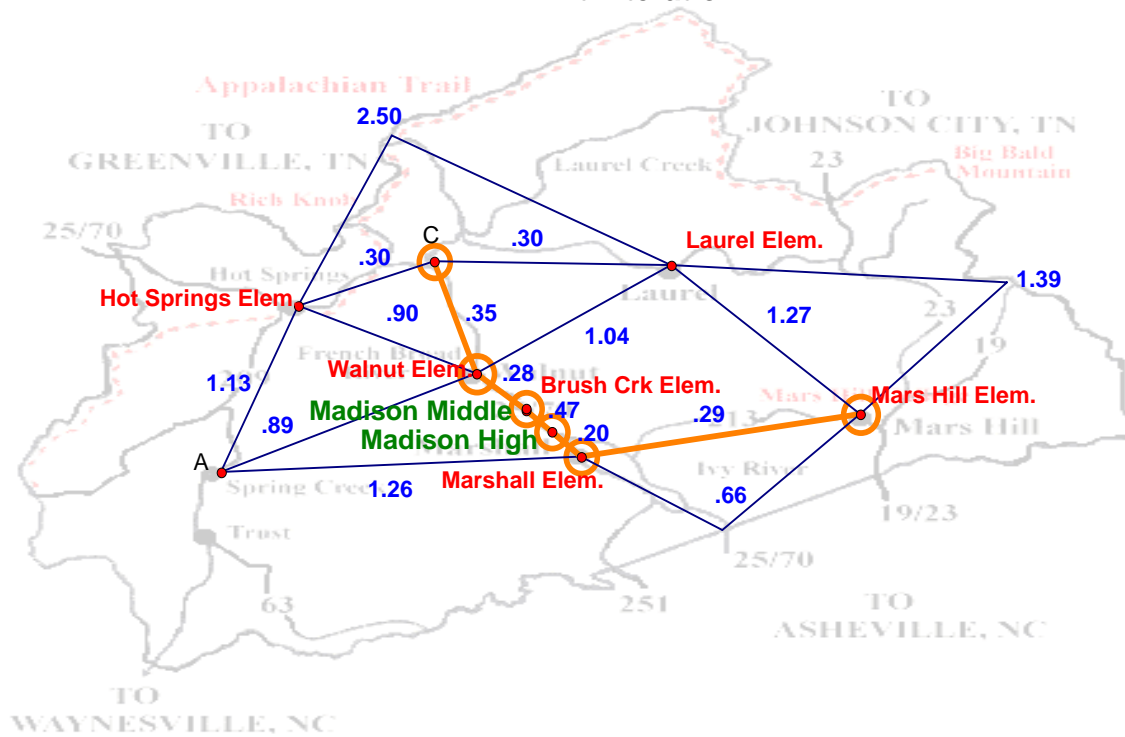 Appalachian Trail
2.50
TO
GREENVILLE, TN
TO
JOHNSON CITY, TN
Laurel Creek
23
Big Bald
Mountain
Rich Knob
25/70
C
.30
Laurel Elem.
.30
Hot Springs
Laurel
1.39
Hot Springs Elem
.90
.35
1.27
23
1.04
19
French Broad
Walnut Elem
.28
Walnut
1.13
Brush Crk Elem.
Mars Hill Elem.
Madison Middle
.47
.29
213
.89
Madison High
.20
Mars Hill
A
Marshall Elem.
Ivy River
Spring Creek
1.26
.66
19/23
Trust
25/70
63
251
TO
ASHEVILLE, NC
TO
WAYNESVILLE, NC